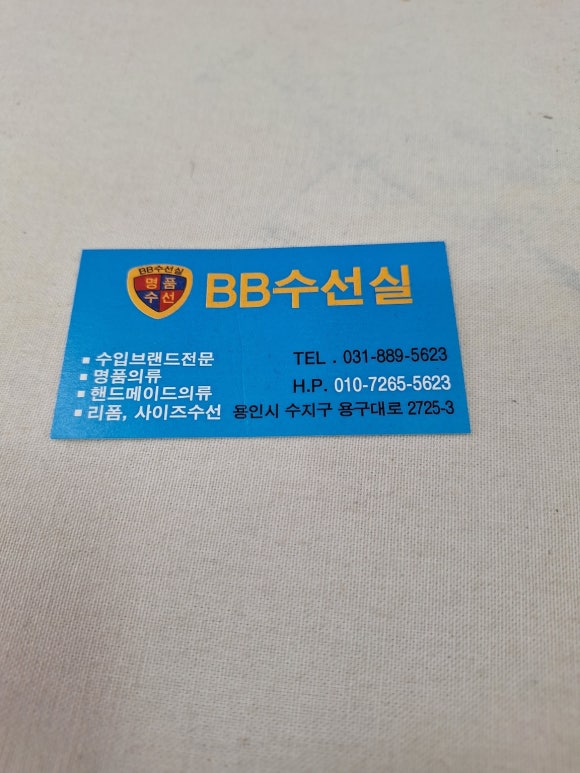 BB수선실
명품
수선
BB수선실
수입브랜드전문
명품의류
핸드메이드의류
리폼, 사이즈수선
TEL . 031-889-5623
H.P. 010-7265-5623
용인시 수지구 용구대로 2725-3